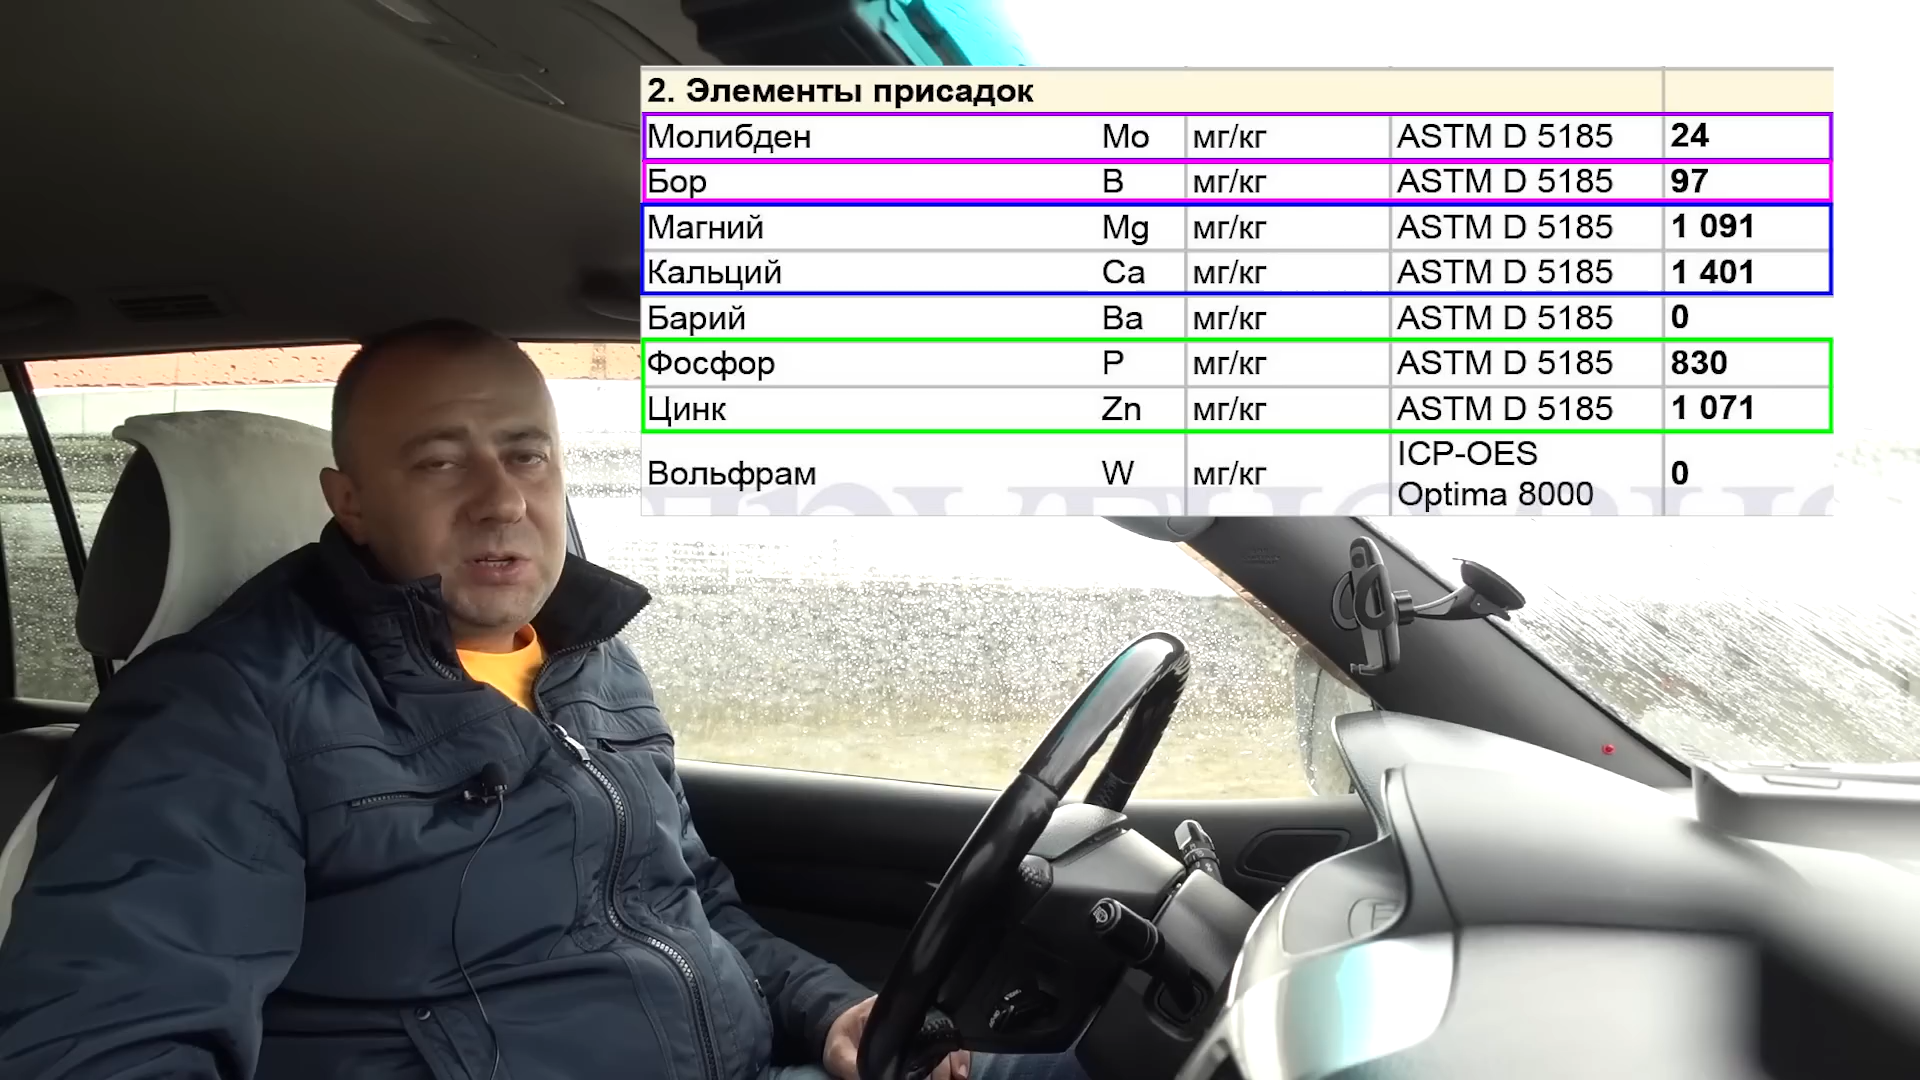 2. Элементы присадок
Молибден Mo мг/кг ASTM D 5185 24
Бор B мг/кг ASTM D 5185 97
Магний Mg мг/кг ASTM D 5185 1 091
Кальций Ca мг/кг ASTM D 5185 1 401
Барий Ba мг/кг ASTM D 5185 0
Фосфор P мг/кг ASTM D 5185 830
Цинк Zn мг/кг ASTM D 5185 1 071
Вольфрам W мг/кг ICP-OES Optima 8000 0